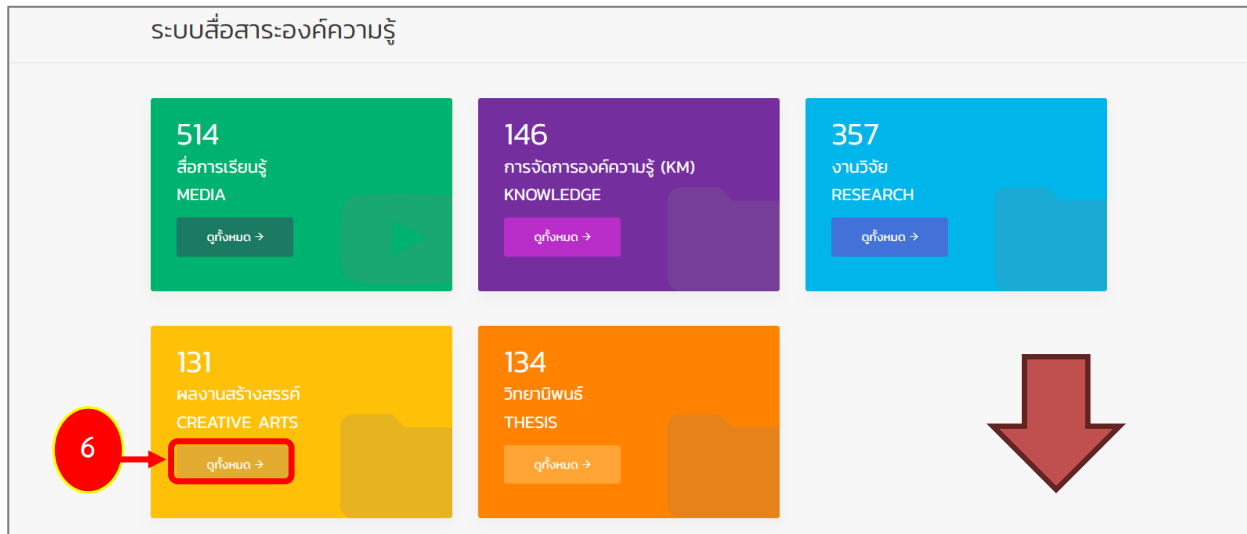 ระบบสื่อสาระองค์ความรู้
514
สื่อการเรียนรู้
MEDIA
ดูทั้งหมด →
146
การจัดการองค์ความรู้ (KM)
KNOWLEDGE
ดูทั้งหมด →
357
งานวิจัย
RESEARCH
ดูทั้งหมด →
131
ผลงานสร้างสรรค์
CREATIVE ARTS
ดูทั้งหมด →
6
134
วิทยานิพนธ์
THESIS
ดูทั้งหมด →